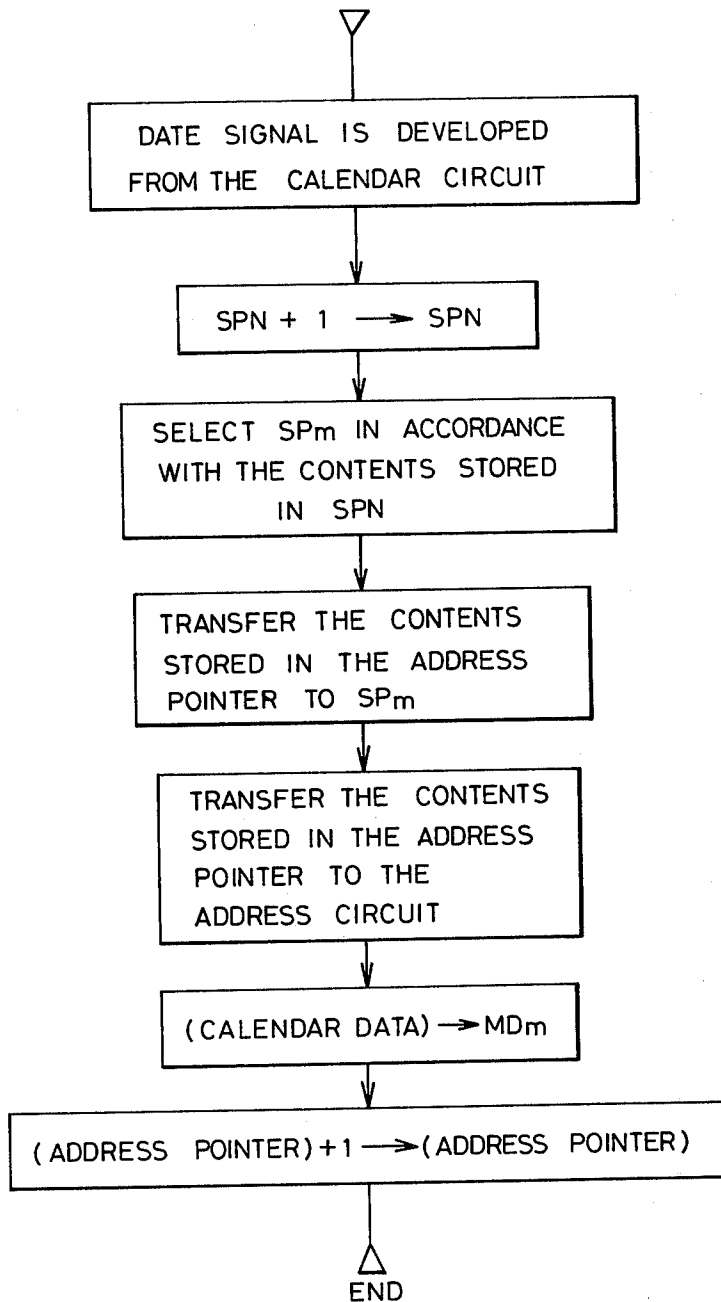 DATE SIGNAL IS DEVELOPED
FROM THE CALENDAR CIRCUIT
SPN + 1 → SPN
SELECT SPm IN ACCORDANCE
WITH THE CONTENTS STORED
IN SPN
TRANSFER THE CONTENTS
STORED IN THE ADDRESS
POINTER TO SPm
TRANSFER THE CONTENTS
STORED IN THE ADDRESS
POINTER TO THE
ADDRESS CIRCUIT
(CALENDAR DATA) → MDm
(ADDRESS POINTER)+1 → (ADDRESS POINTER)
END